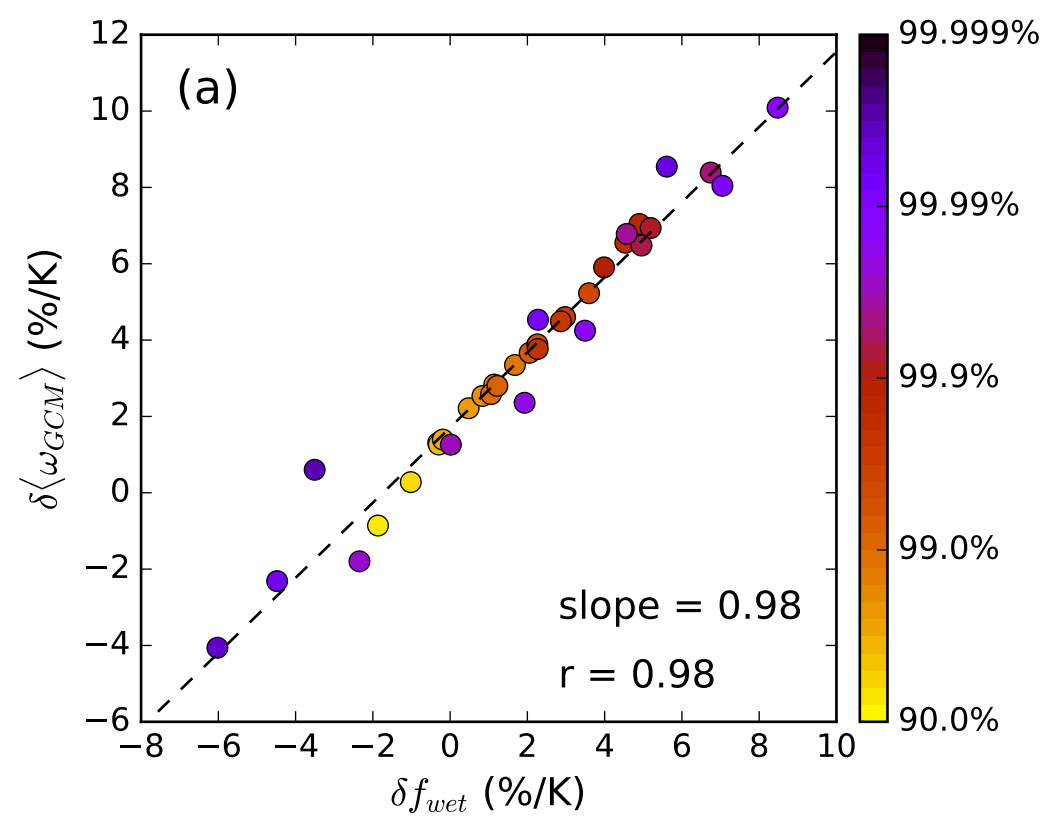 (a)
12
10
8
6
4
2
0
−2
−4
−6
δ⟨ω_GCM⟩ (%/K)
−8 −6 −4 −2 0 2 4 6 8 10
δf_wet (%/K)
slope = 0.98
r = 0.98
99.999%
99.99%
99.9%
99.0%
90.0%